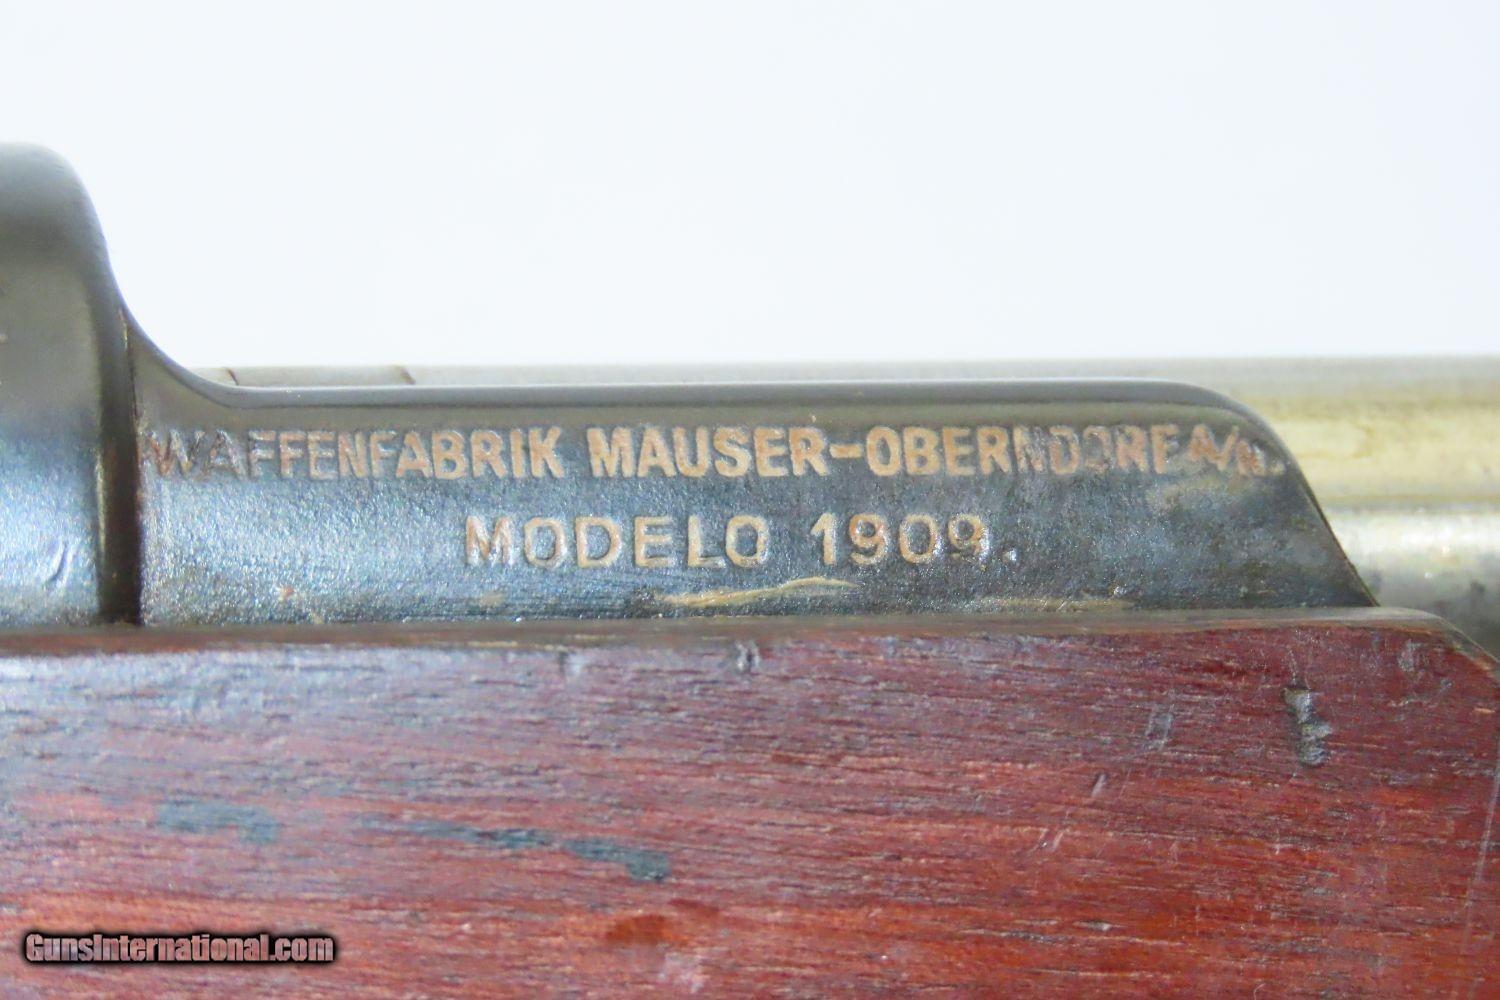 WAFFENFABRIK MAUSER-OBERNDORF A/N.
MODELO 1909.
GunsInternational.com